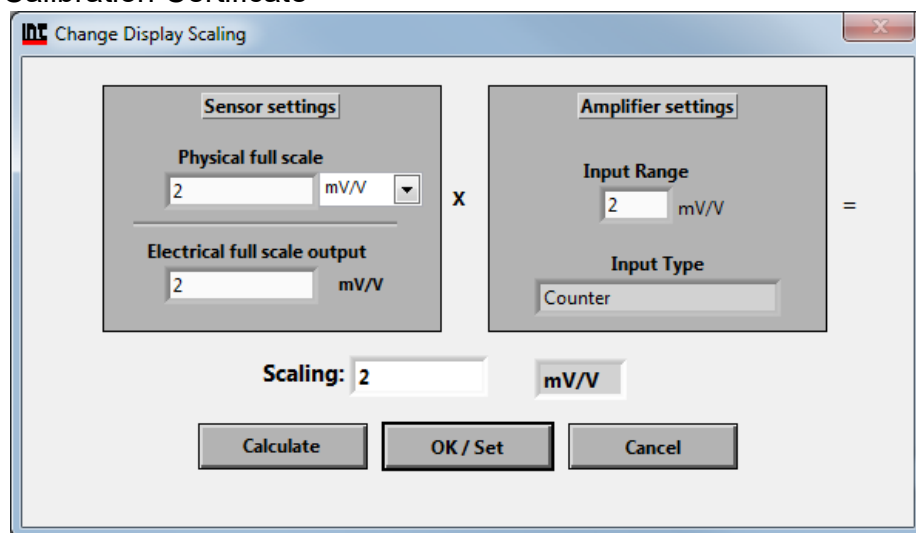 Calibration Certificate
Change Display Scaling
Sensor settings
Physical full scale
2 mV/V
Electrical full scale output
2 mV/V
x
Amplifier settings
Input Range
2 mV/V
Input Type
Counter
=
Scaling: 2 mV/V
Calculate OK / Set Cancel